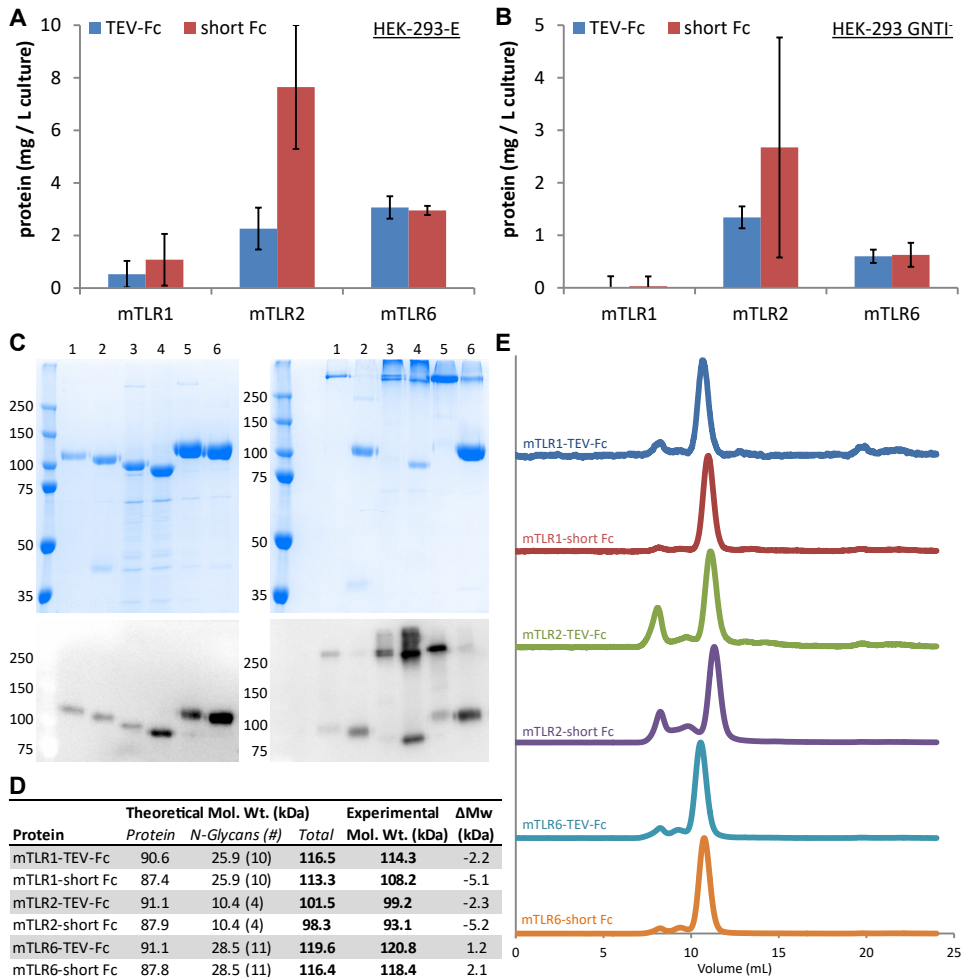 A
TEV-Fc short Fc HEK-293-E
protein (mg / L culture)
10
8
6
4
2
0
mTLR1 mTLR2 mTLR6
B
TEV-Fc short Fc HEK-293 GNTI-
protein (mg / L culture)
5
4
3
2
1
0
mTLR1 mTLR2 mTLR6
C
1 2 3 4 5 6
250
150
100
75
50
35
250
150
100
75
1 2 3 4 5 6
250
150
100
75
50
35
250
150
100
75
D
Theoretical Mol. Wt. (kDa) Experimental ΔMw
Protein Protein N-Glycans (#) Total Mol. Wt. (kDa) (kDa)
mTLR1-TEV-Fc 90.6 25.9 (10) 116.5 114.3 -2.2
mTLR1-short Fc 87.4 25.9 (10) 113.3 108.2 -5.1
mTLR2-TEV-Fc 91.1 10.4 (4) 101.5 99.2 -2.3
mTLR2-short Fc 87.9 10.4 (4) 98.3 93.1 -5.2
mTLR6-TEV-Fc 91.1 28.5 (11) 119.6 120.8 1.2
mTLR6-short Fc 87.8 28.5 (11) 116.4 118.4 2.1
E
mTLR1-TEV-Fc
mTLR1-short Fc
mTLR2-TEV-Fc
mTLR2-short Fc
mTLR6-TEV-Fc
mTLR6-short Fc
0 5 10 15 20 25
Volume (mL)